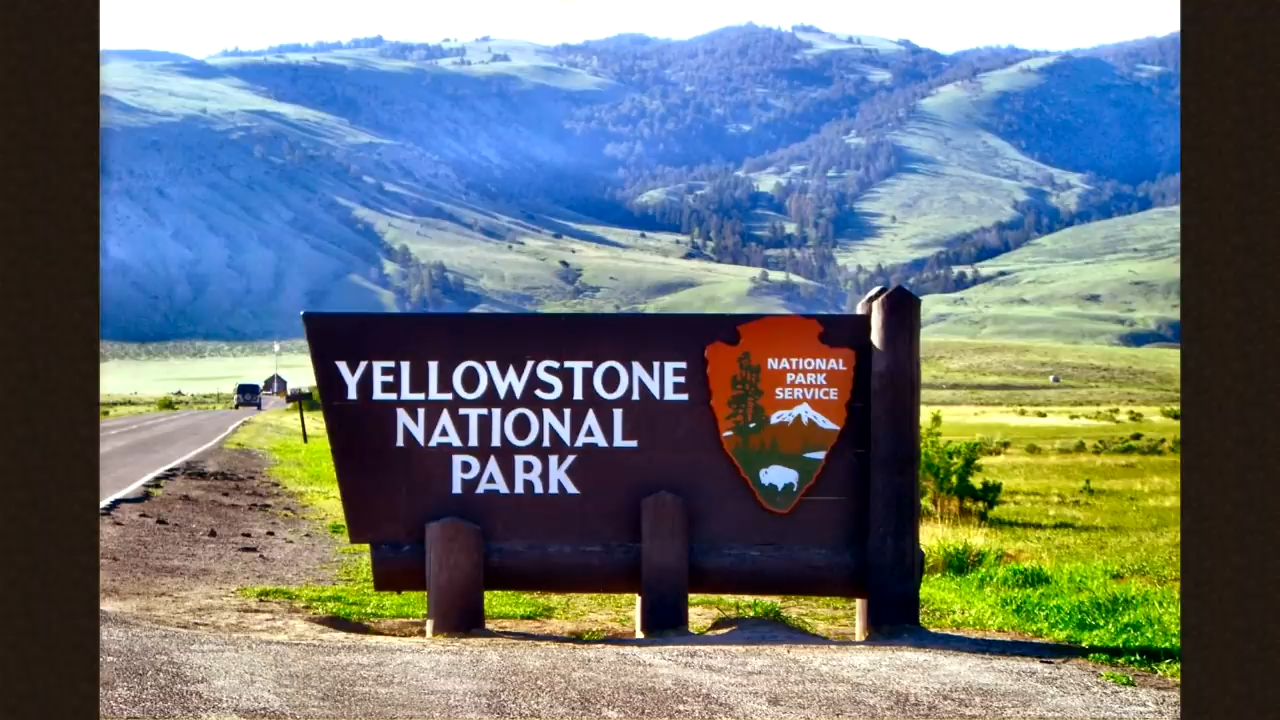 YELLOWSTONE
NATIONAL
PARK
NATIONAL
PARK
SERVICE